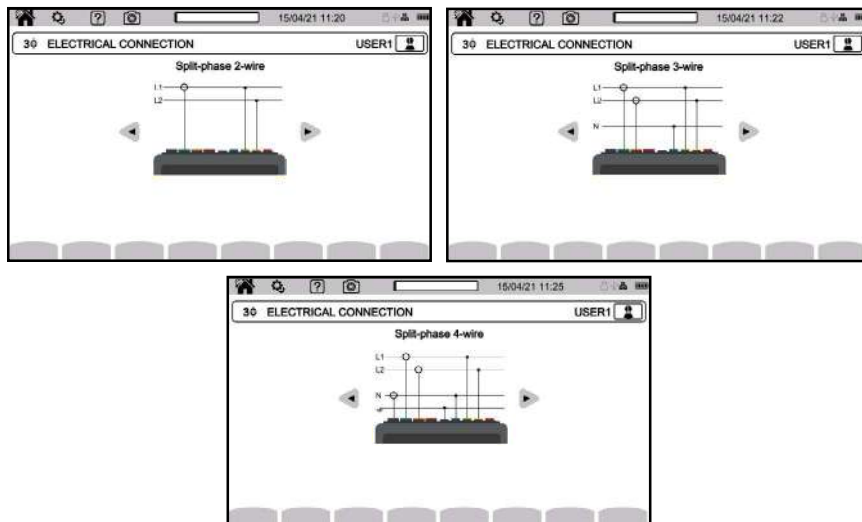 15/04/21 11:20
3ϕ ELECTRICAL CONNECTION USER1
Split-phase 2-wire
L1
L2
15/04/21 11:22
3ϕ ELECTRICAL CONNECTION USER1
Split-phase 3-wire
L1
L2
N
15/04/21 11:25
3ϕ ELECTRICAL CONNECTION USER1
Split-phase 4-wire
L1
L2
N